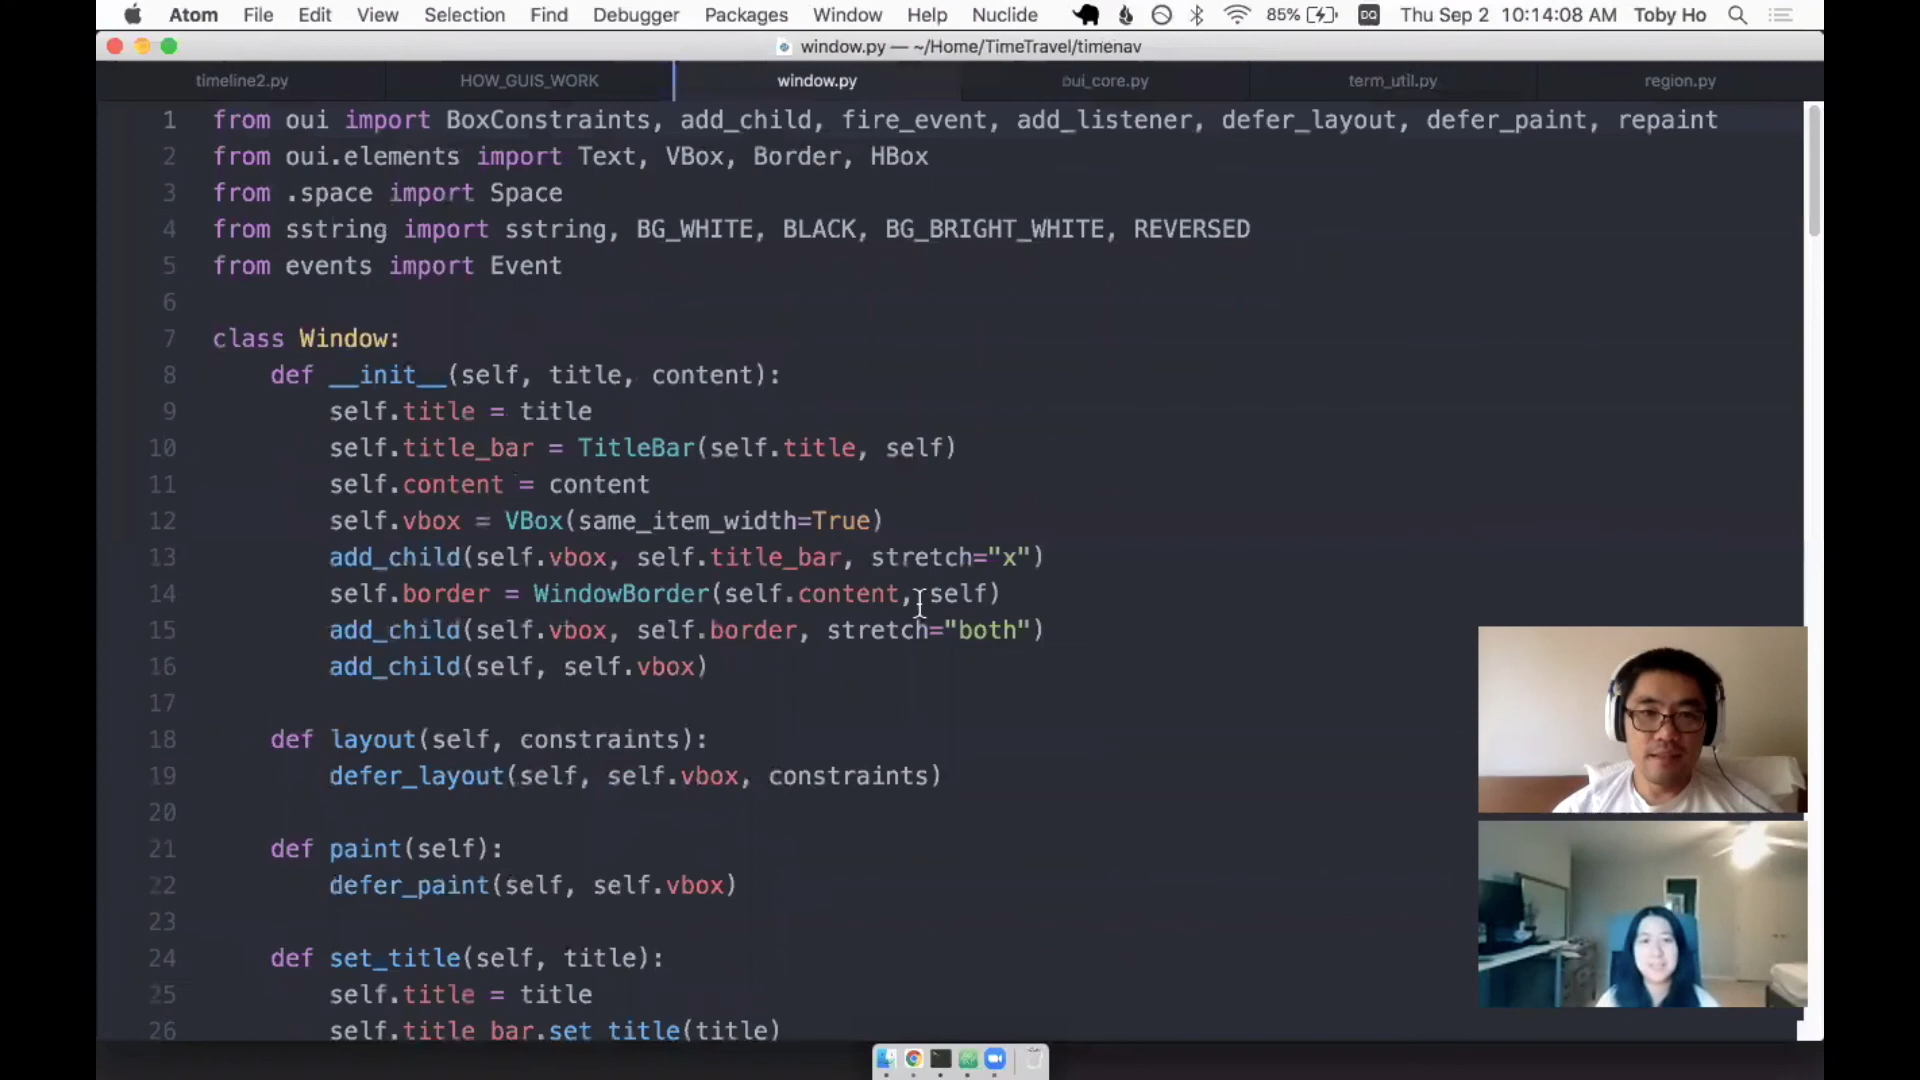 Atom File Edit View Selection Find Debugger Packages Window Help Nuclide 85% DQ Thu Sep 2 10:14:08 AM Toby Ho
window.py — ~/Home/TimeTravel/timenav
timeline2.py HOW_GUIS_WORK window.py oui_core.py term_util.py region.py
1 from oui import BoxConstraints, add_child, fire_event, add_listener, defer_layout, defer_paint, repaint
2 from oui.elements import Text, VBox, Border, HBox
3 from .space import Space
4 from sstring import sstring, BG_WHITE, BLACK, BG_BRIGHT_WHITE, REVERSED
5 from events import Event
6
7 class Window:
8 def __init__(self, title, content):
9 self.title = title
10 self.title_bar = TitleBar(self.title, self)
11 self.content = content
12 self.vbox = VBox(same_item_width=True)
13 add_child(self.vbox, self.title_bar, stretch="x")
14 self.border = WindowBorder(self.content, self)
15 add_child(self.vbox, self.border, stretch="both")
16 add_child(self, self.vbox)
17
18 def layout(self, constraints):
19 defer_layout(self, self.vbox, constraints)
20
21 def paint(self):
22 defer_paint(self, self.vbox)
23
24 def set_title(self, title):
25 self.title = title
26 self.title_bar.set_title(title)